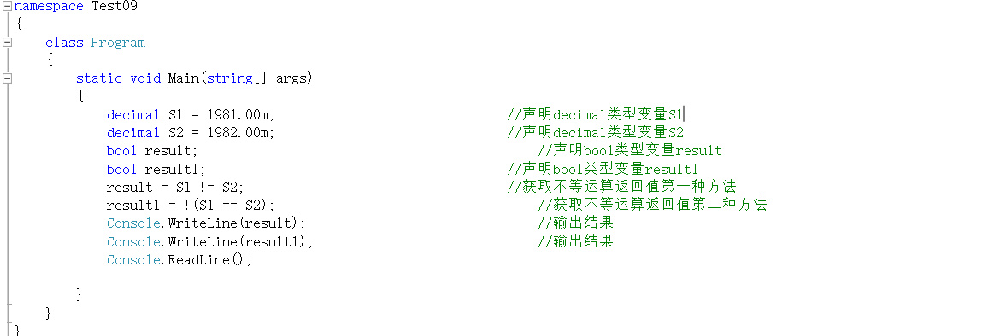 namespace Test09
{
class Program
{
static void Main(string[] args)
{
decimal S1 = 1981.00m; //声明decimal类型变量S1
decimal S2 = 1982.00m; //声明decimal类型变量S2
bool result; //声明bool类型变量result
bool result1; //声明bool类型变量result1
result = S1 != S2; //获取不等运算返回值第一种方法
result1 = !(S1 == S2); //获取不等运算返回值第二种方法
Console.WriteLine(result); //输出结果
Console.WriteLine(result1); //输出结果
Console.ReadLine();
}
}
}